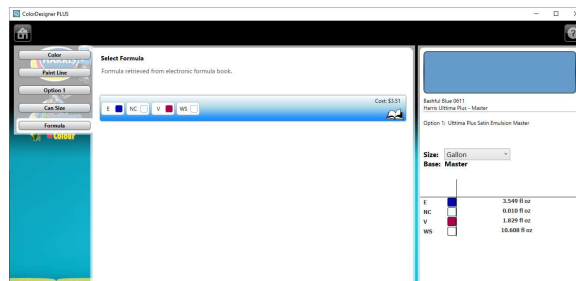 ColorDesigner PLUS
Color
Paint Line
Option 1
Can Size
Formula
Select Formula
Formula retrieved from electronic formula book.
Cost: $3.51
E NC V WS
Bashful Blue 0611
Harris Ulttima Plus - Master
Option 1: Ulttima Plus Satin Emulsion Master
Size: Gallon
Base: Master
E 3.549 fl oz
NC 0.010 fl oz
V 1.829 fl oz
WS 10.608 fl oz